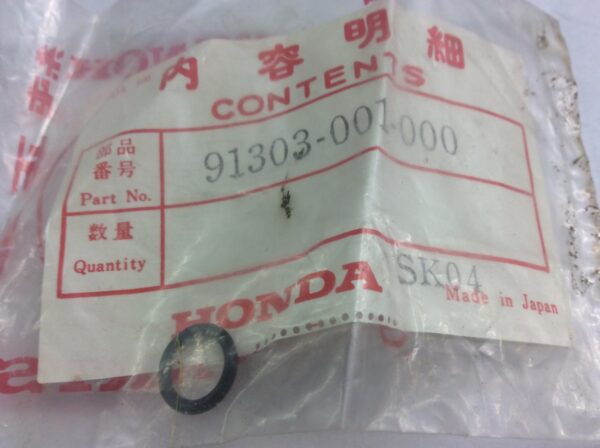 内容明細
CONTENTS
部品
番号
Part No.
91303-001-000
数量
Quantity
SK04
HONDA
Made in Japan